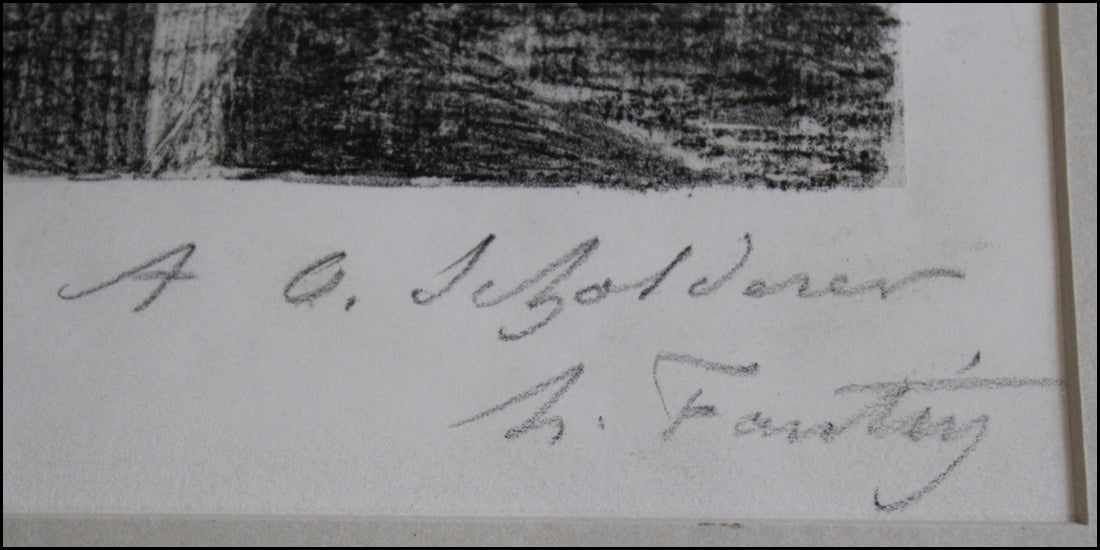 A O. Scholderer
h. Fantin